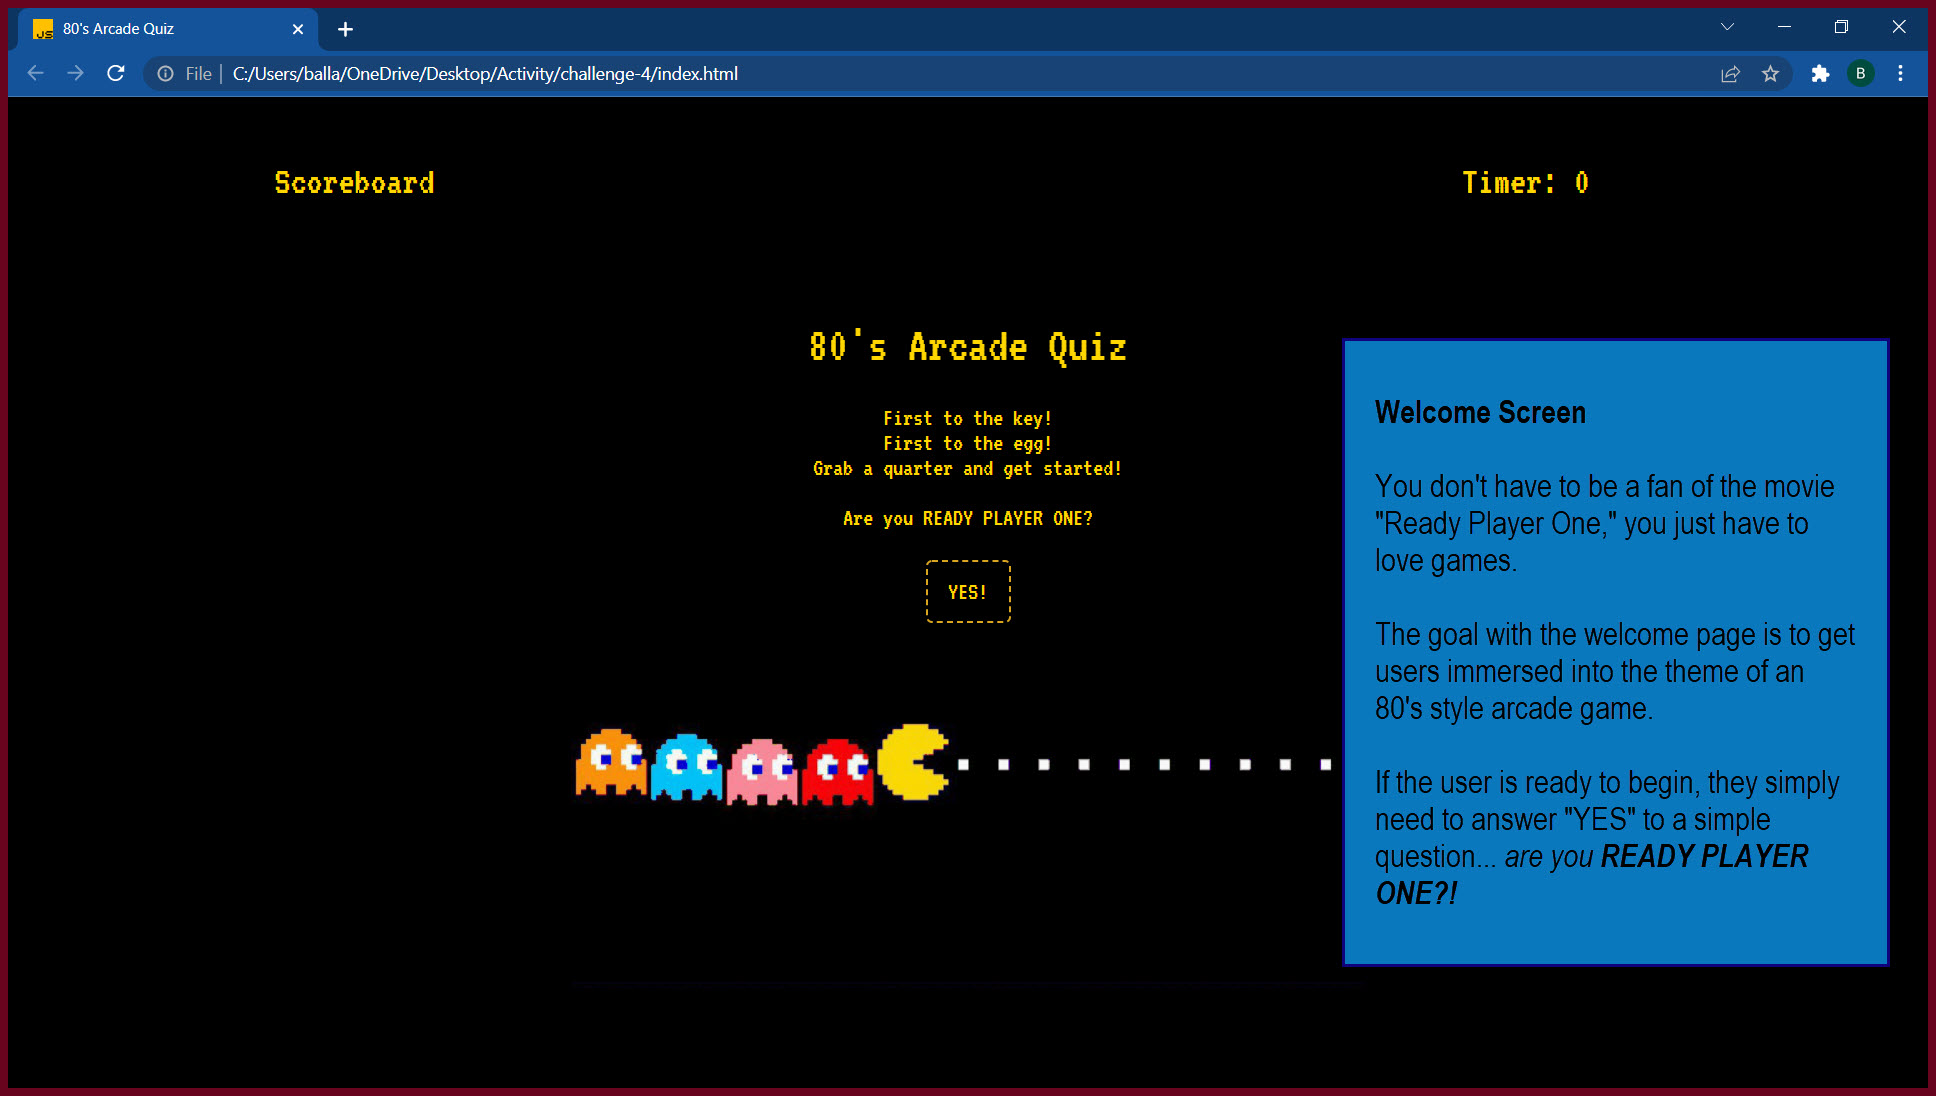 JS
80's Arcade Quiz
File
C:/Users/balla/OneDrive/Desktop/Activity/challenge-4/index.html
B
Scoreboard
Timer: 0
80's Arcade Quiz
First to the key!
First to the egg!
Grab a quarter and get started!
Are you READY PLAYER ONE?
YES!
Welcome Screen
You don't have to be a fan of the movie
"Ready Player One," you just have to
love games.
The goal with the welcome page is to get
users immersed into the theme of an
80's style arcade game.
If the user is ready to begin, they simply
need to answer "YES" to a simple
question... are you READY PLAYER
ONE?!